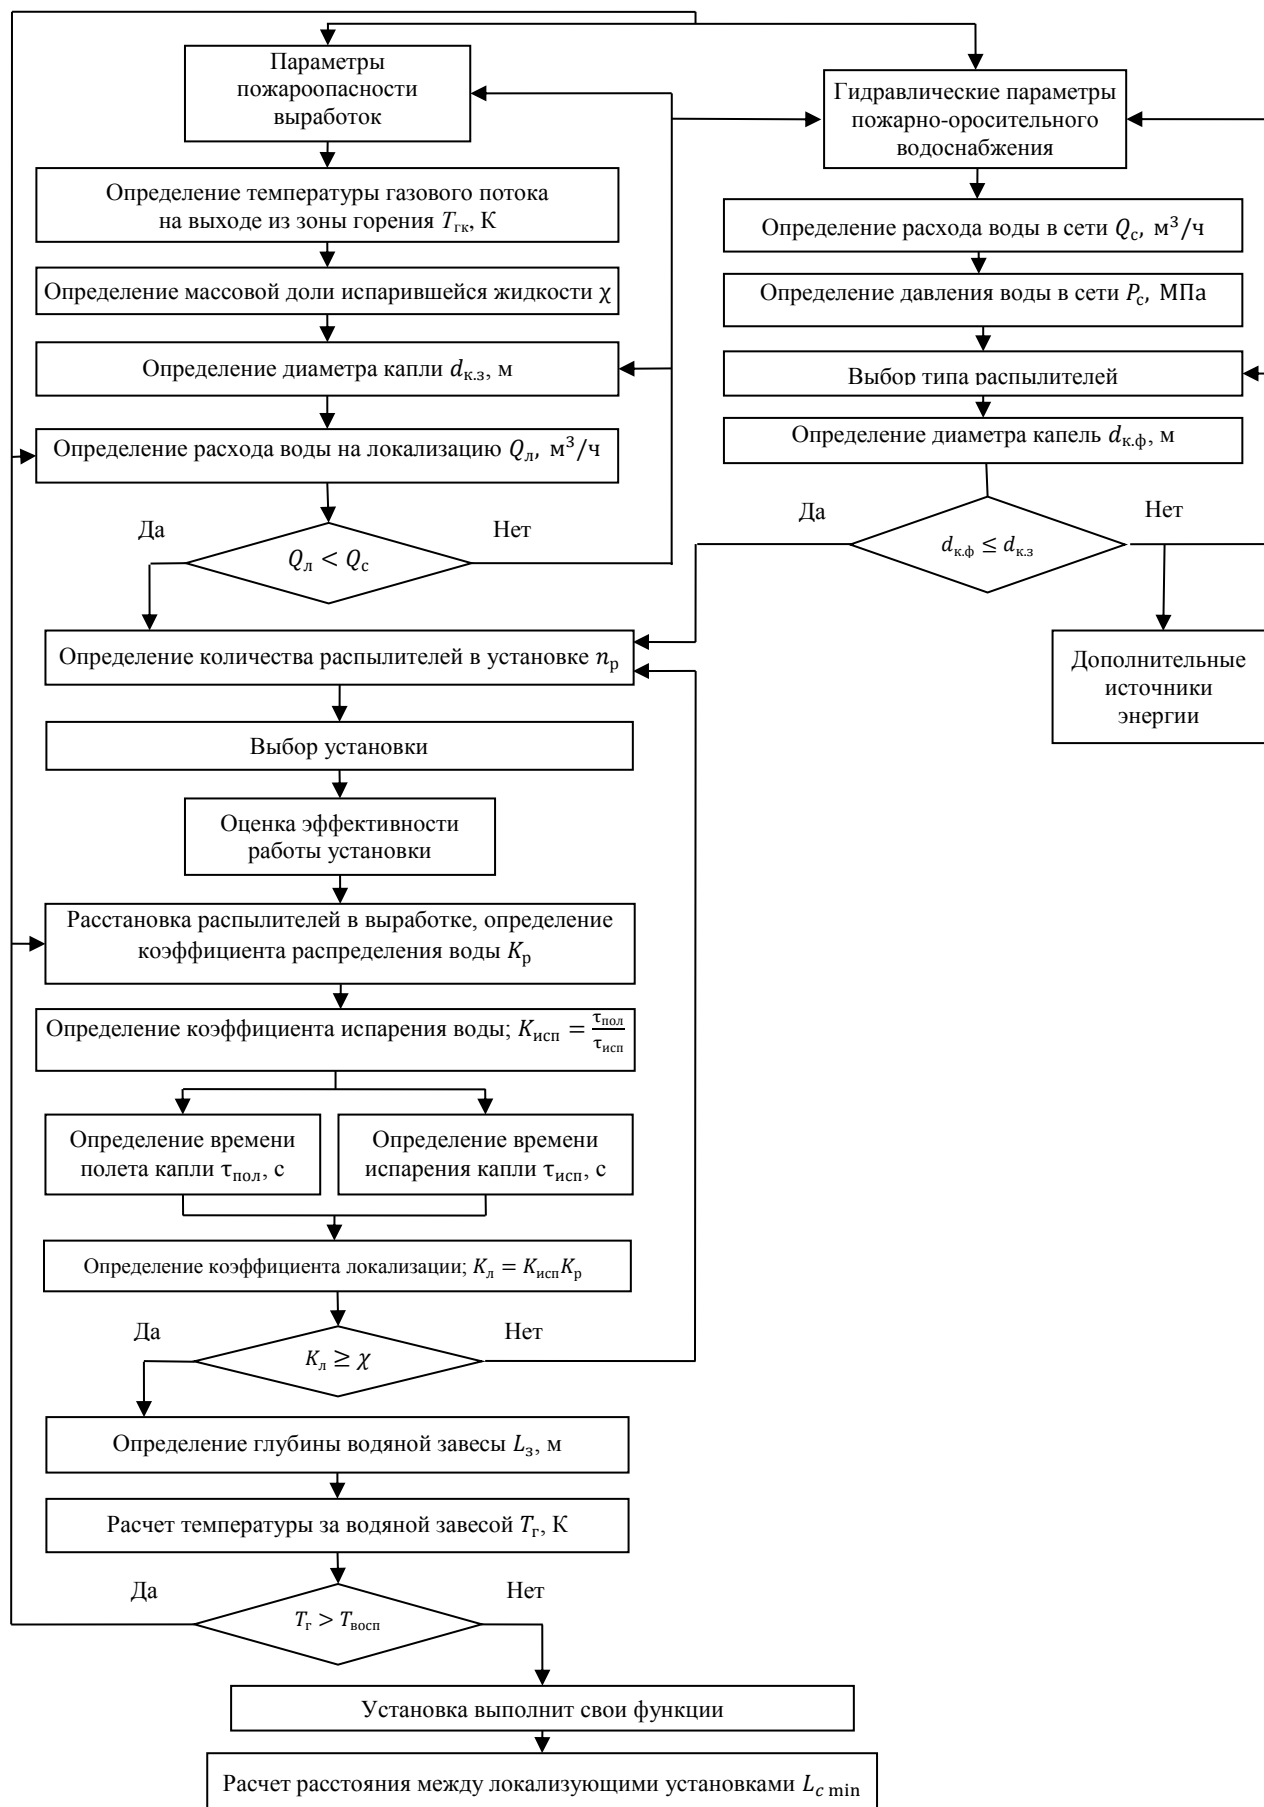 Параметры
пожароопасности
выработок
Гидравлические параметры
пожарно-оросительного
водоснабжения
Определение температуры газового потока
на выходе из зоны горения Tгк, К
Определение расхода воды в сети Qс, м³/ч
Определение массовой доли испарившейся жидкости χ
Определение давления воды в сети Pс, МПа
Определение диаметра капли dк.з, м
Выбор типа распылителей
Определение расхода воды на локализацию Qл, м³/ч
Определение диаметра капель dк.ф, м
Да
Нет
Qл < Qс
Да
Нет
dк.ф ≤ dк.з
Определение количества распылителей в установке nр
Дополнительные
источники
энергии
Выбор установки
Оценка эффективности
работы установки
Расстановка распылителей в выработке, определение
коэффициента распределения воды Kр
Определение коэффициента испарения воды; Kисп = τпол/τисп
Определение времени
полета капли τпол, с
Определение времени
испарения капли τисп, с
Определение коэффициента локализации; Kл = KиспKр
Да
Нет
Kл ≥ χ
Определение глубины водяной завесы Lз, м
Расчет температуры за водяной завесой Tг, К
Да
Нет
Tг > Tвосп
Установка выполнит свои функции
Расчет расстояния между локализующими установками Lc min